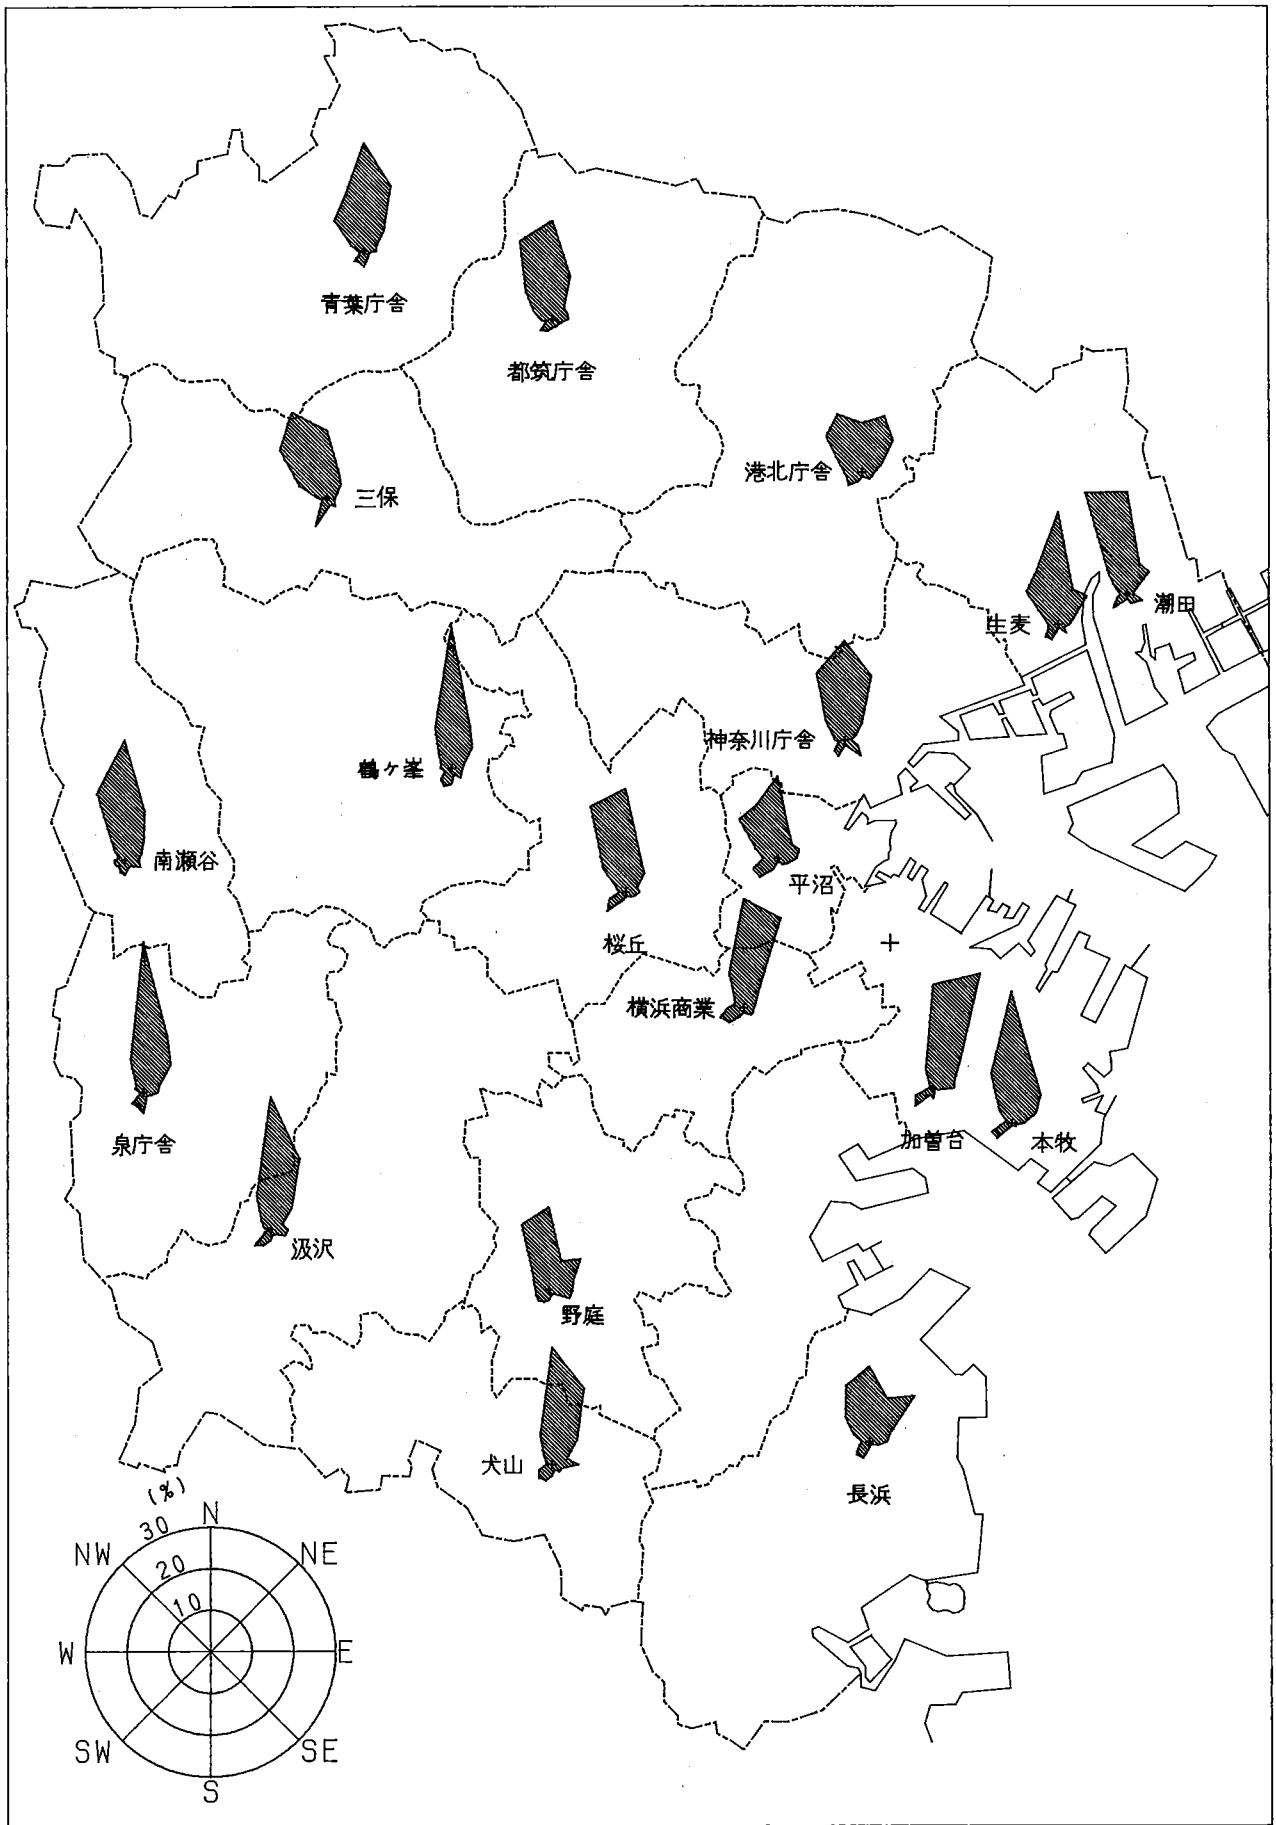 青葉庁舎
都筑庁舎
港北庁舎
三保
潮田
生麦
神奈川庁舎
鶴ケ峯
南瀬谷
平沼
桜丘
横浜商業
泉庁舎
加曽台
本牧
汲沢
野庭
犬山
長浜
(%)
30
20
10
N
NW
NE
W
E
SW
SE
S